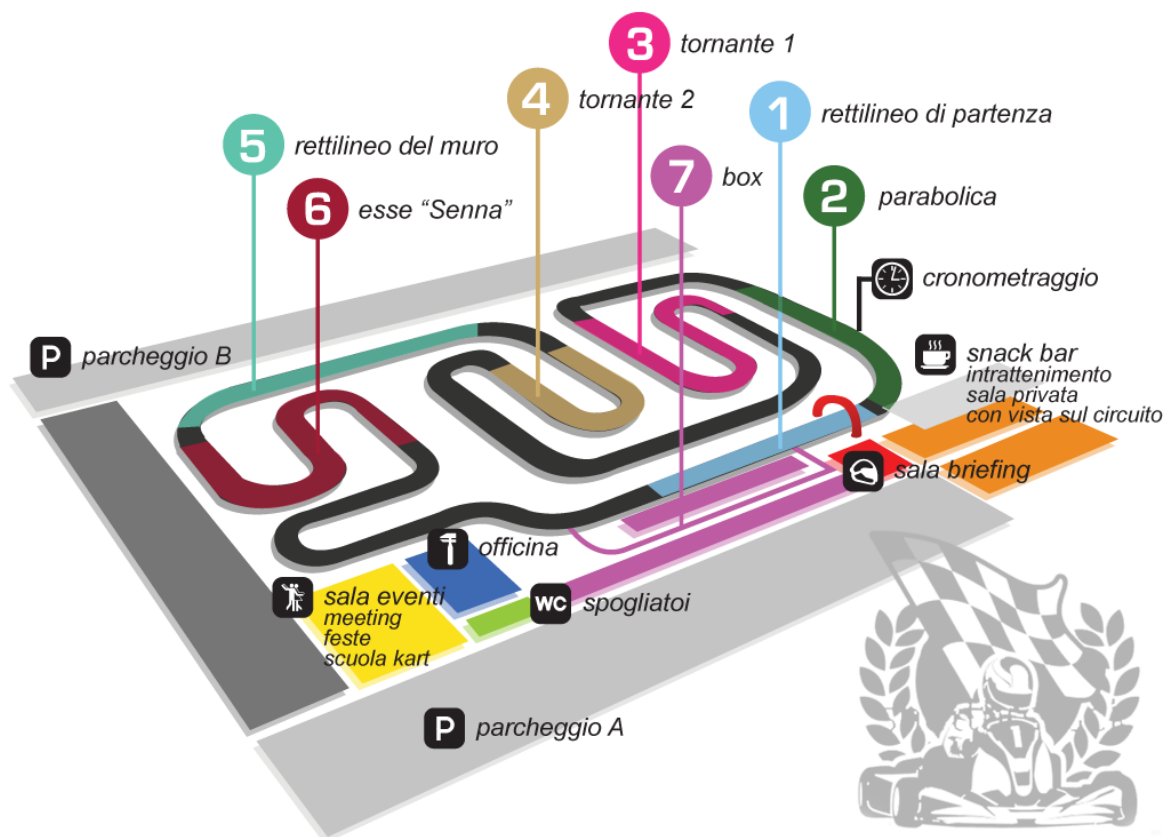 3 tornante 1
4 tornante 2
1 rettilineo di partenza
5 rettilineo del muro
7 box
2 parabolica
6 esse “Senna”
cronometraggio
P parcheggio B
snack bar
intrattenimento
sala privata
con vista sul circuito
sala briefing
officina
sala eventi
meeting
feste
scuola kart
WC spogliatoi
P parcheggio A
1